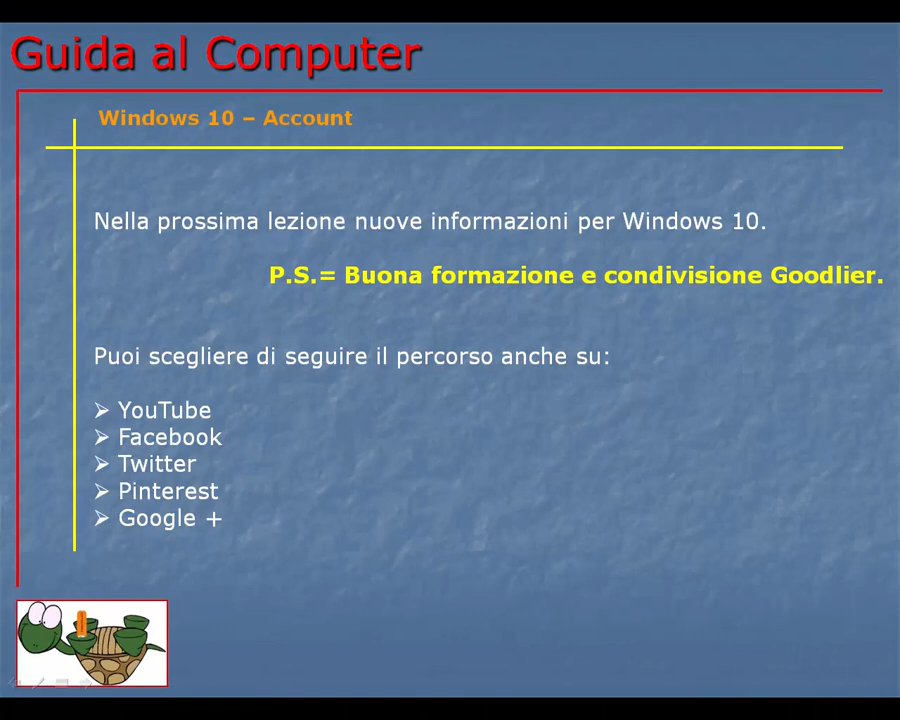 Guida al Computer
Windows 10 – Account
Nella prossima lezione nuove informazioni per Windows 10.
P.S.= Buona formazione e condivisione Goodlier.
Puoi scegliere di seguire il percorso anche su:
➢ YouTube
➢ Facebook
➢ Twitter
➢ Pinterest
➢ Google +